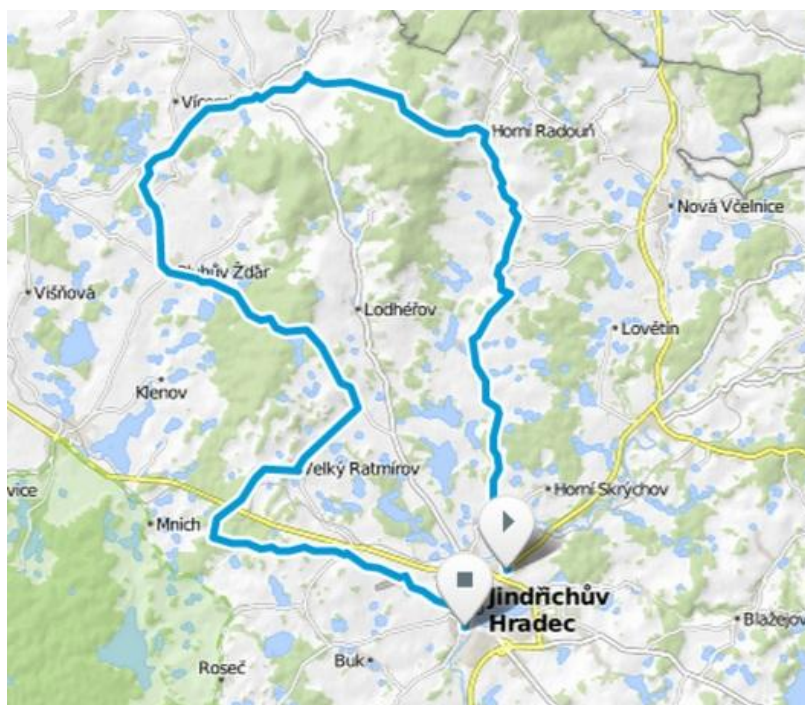 Horní Radouň
Nová Včelnice
Višňová
Lodhéřov
Lovětín
Klenov
Velký Ratmírov
Horní Skrýchov
Mnich
Jindřichův
Hradec
Blažejov
Buk
Roseč